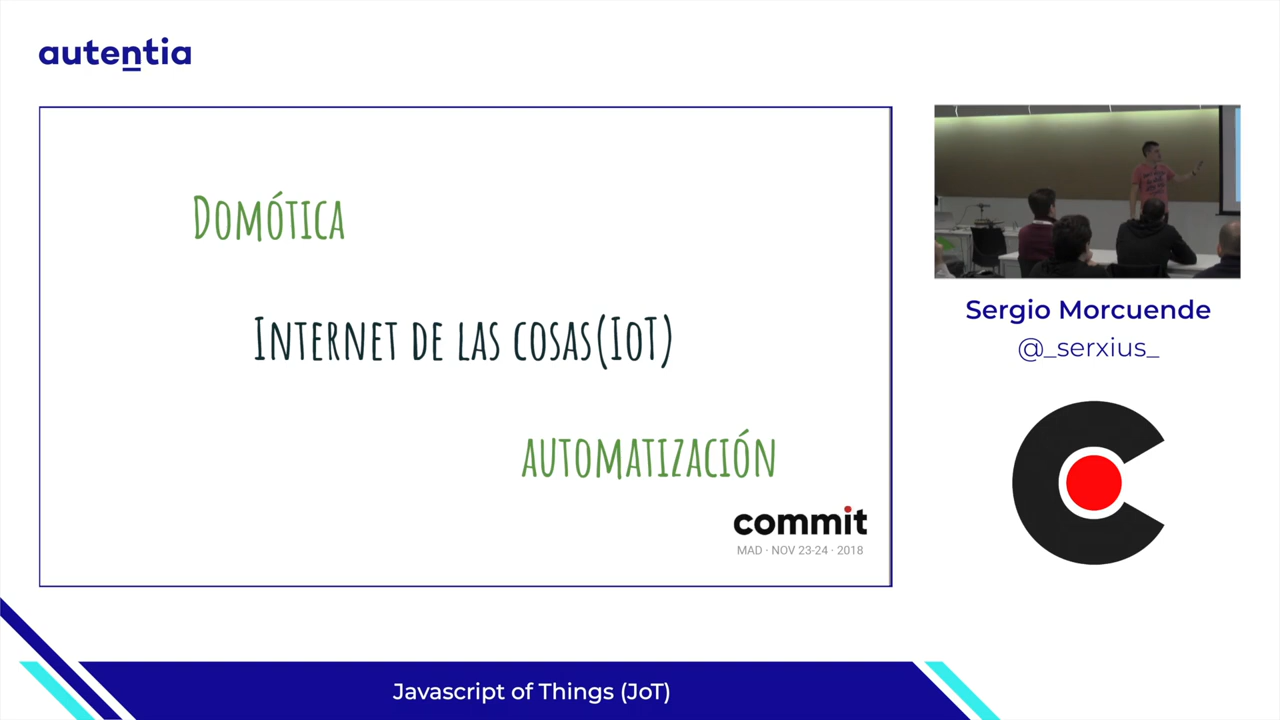 autentia
Domótica
Internet de las cosas(IoT)
automatización
commit
MAD · NOV 23-24 · 2018
Sergio Morcuende
@_serxius_
Javascript of Things (JoT)